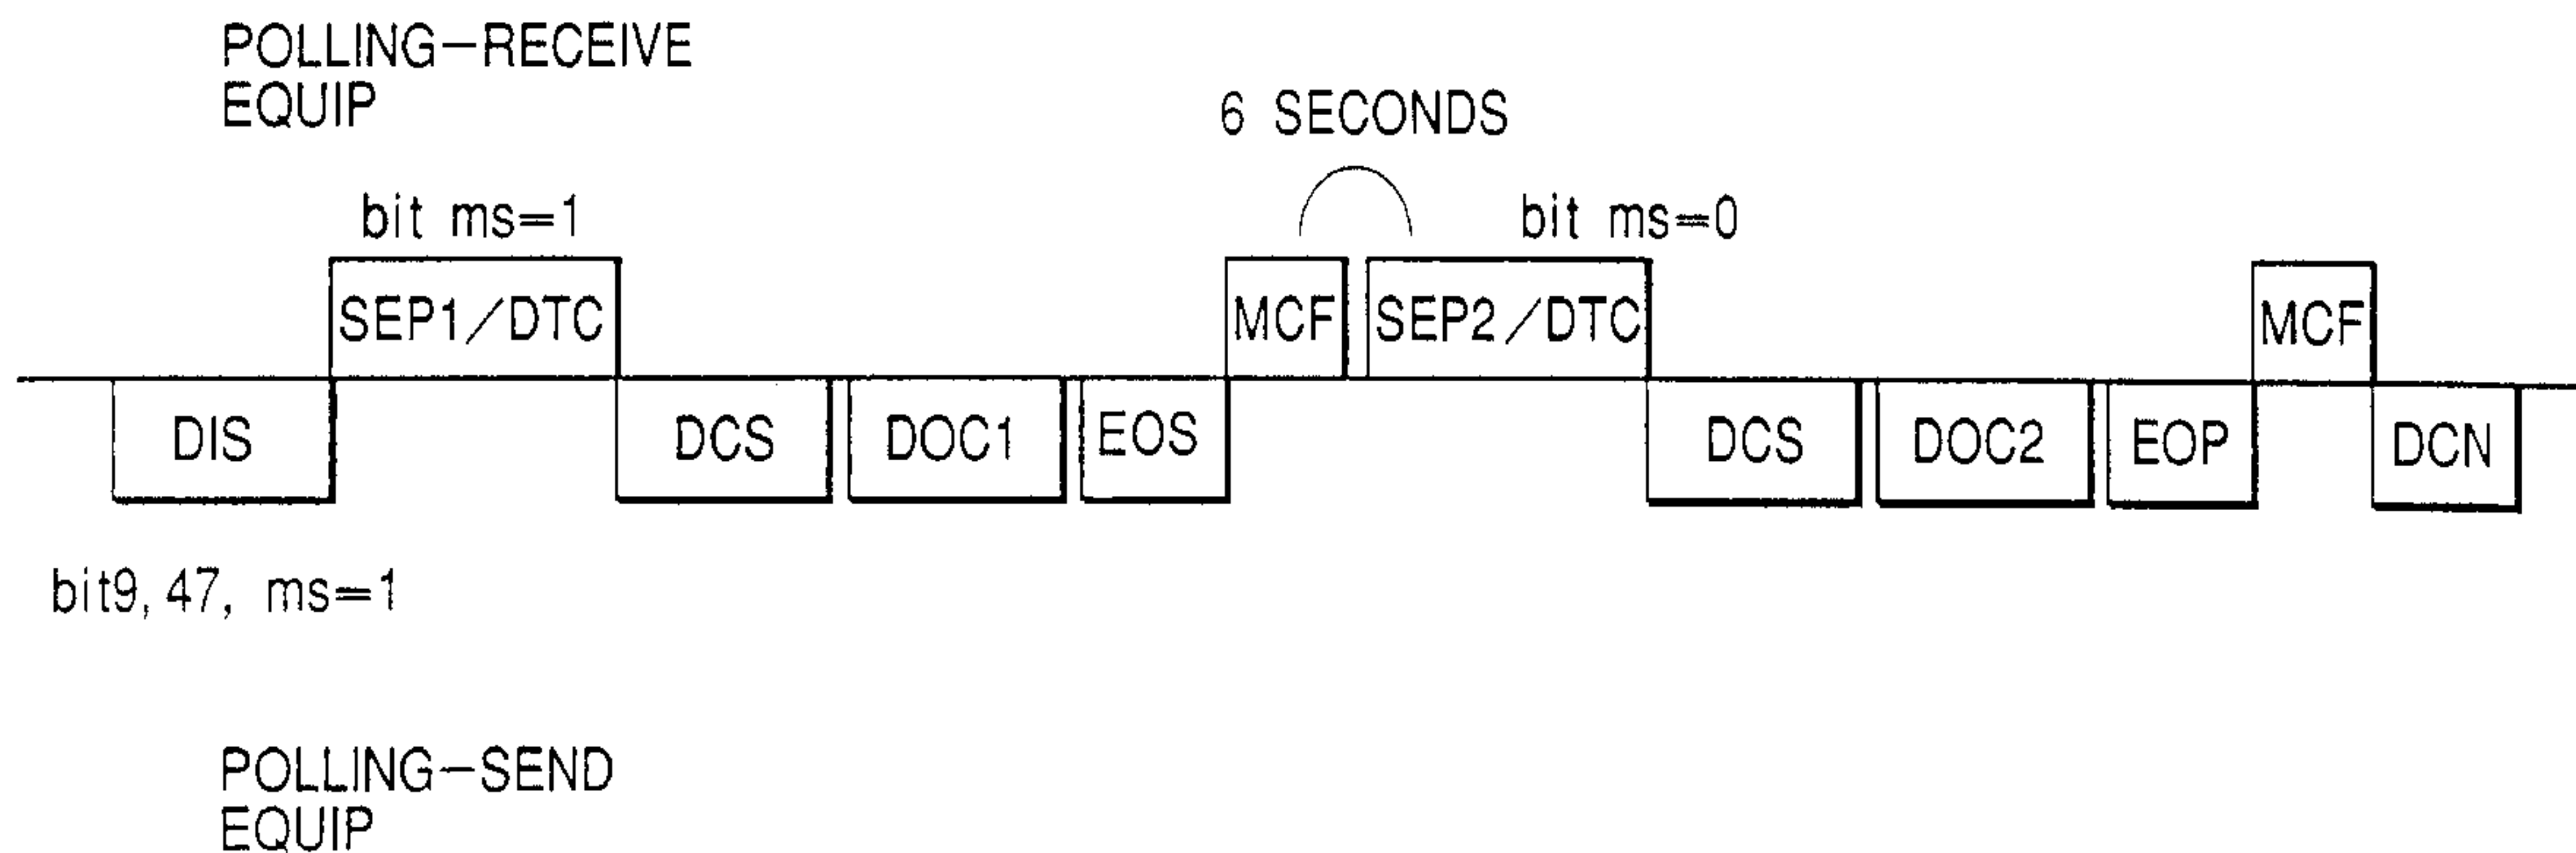 POLLING-RECEIVE
EQUIP
6 SECONDS
bit ms=1
bit ms=0
SEP1/DTC
MCF
SEP2/DTC
MCF
DIS
DCS
DOC1
EOS
DCS
DOC2
EOP
DCN
bit9, 47, ms=1
POLLING-SEND
EQUIP